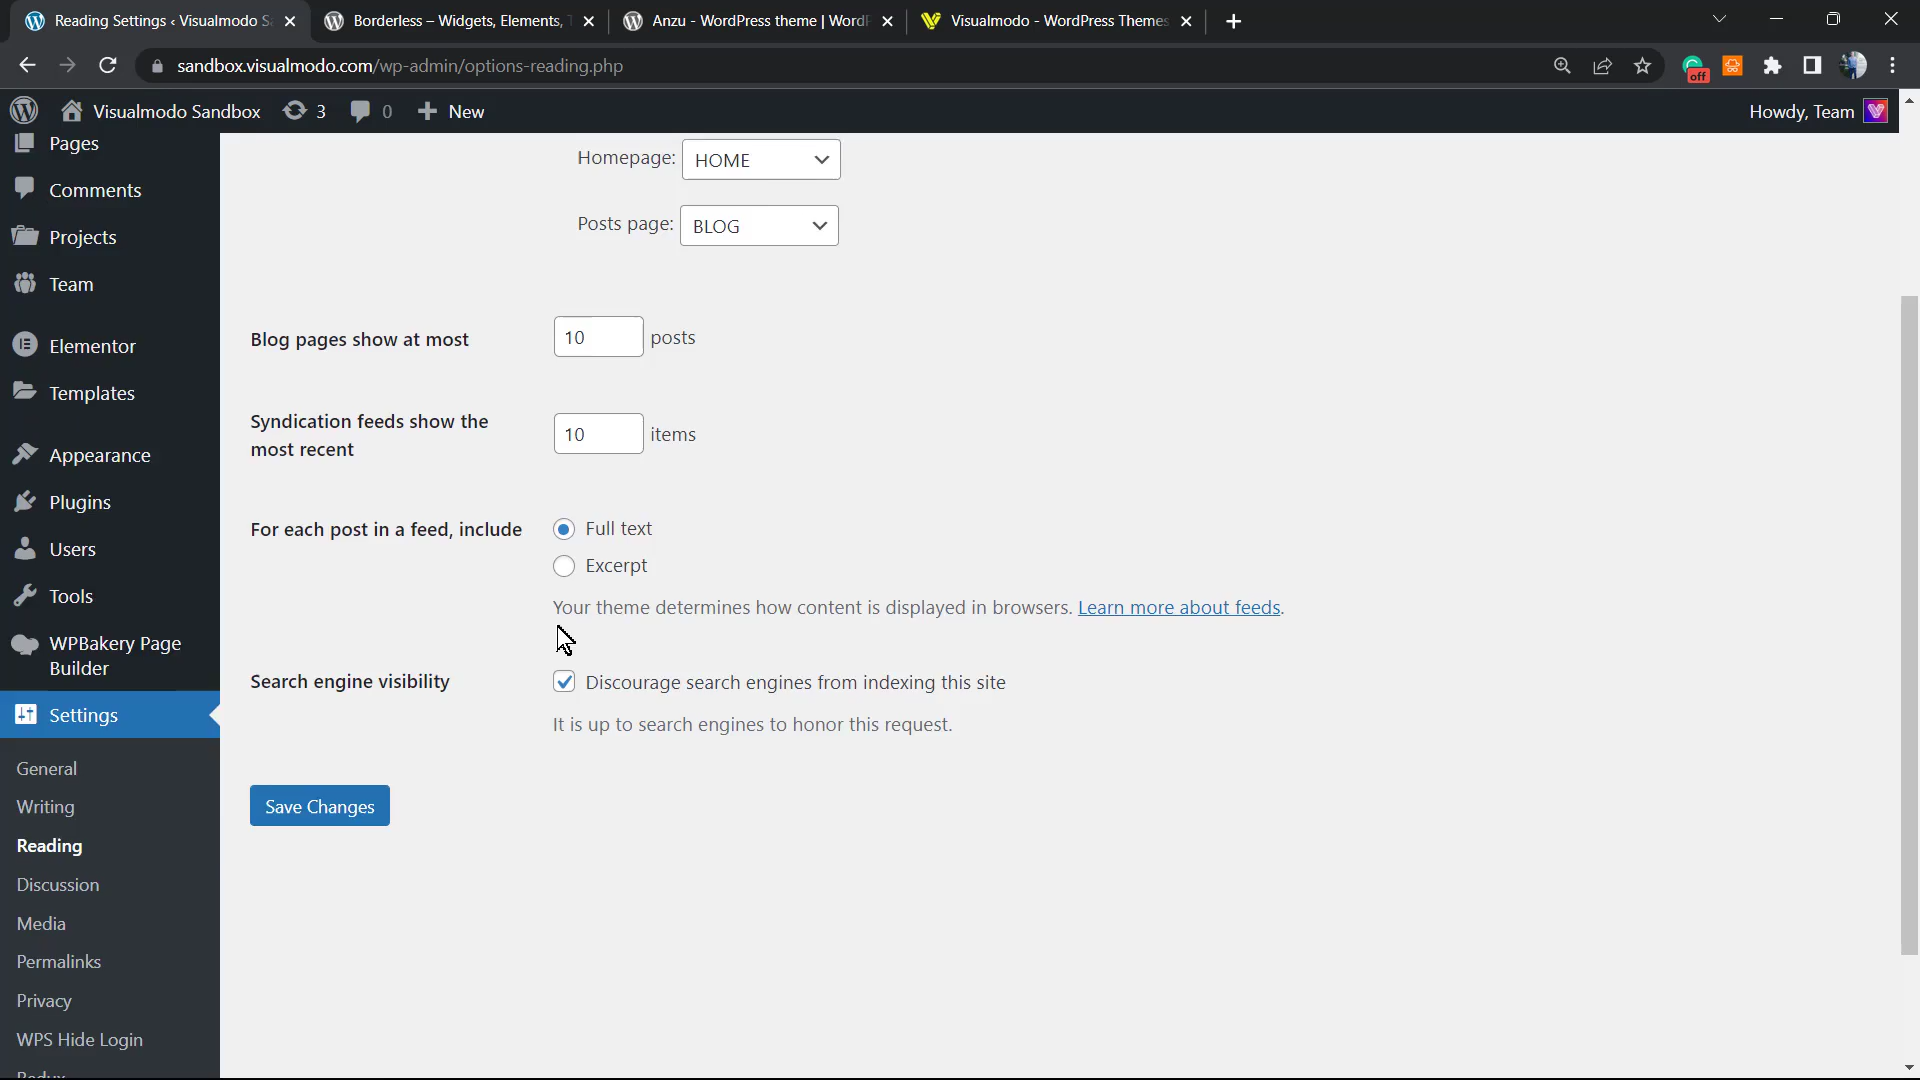 Reading Settings ‹ Visualmodo S
Borderless – Widgets, Elements,
Anzu - WordPress theme | Word
Visualmodo - WordPress Themes
sandbox.visualmodo.com/wp-admin/options-reading.php
off
Visualmodo Sandbox
3
0
New
Howdy, Team
Pages
Comments
Projects
Team
Elementor
Templates
Appearance
Plugins
Users
Tools
WPBakery Page
Builder
Settings
General
Writing
Reading
Discussion
Media
Permalinks
Privacy
WPS Hide Login
Homepage: HOME
Posts page: BLOG
Blog pages show at most 10 posts
Syndication feeds show the
most recent
10 items
For each post in a feed, include Full text
Excerpt
Your theme determines how content is displayed in browsers. Learn more about feeds.
Search engine visibility Discourage search engines from indexing this site
It is up to search engines to honor this request.
Save Changes